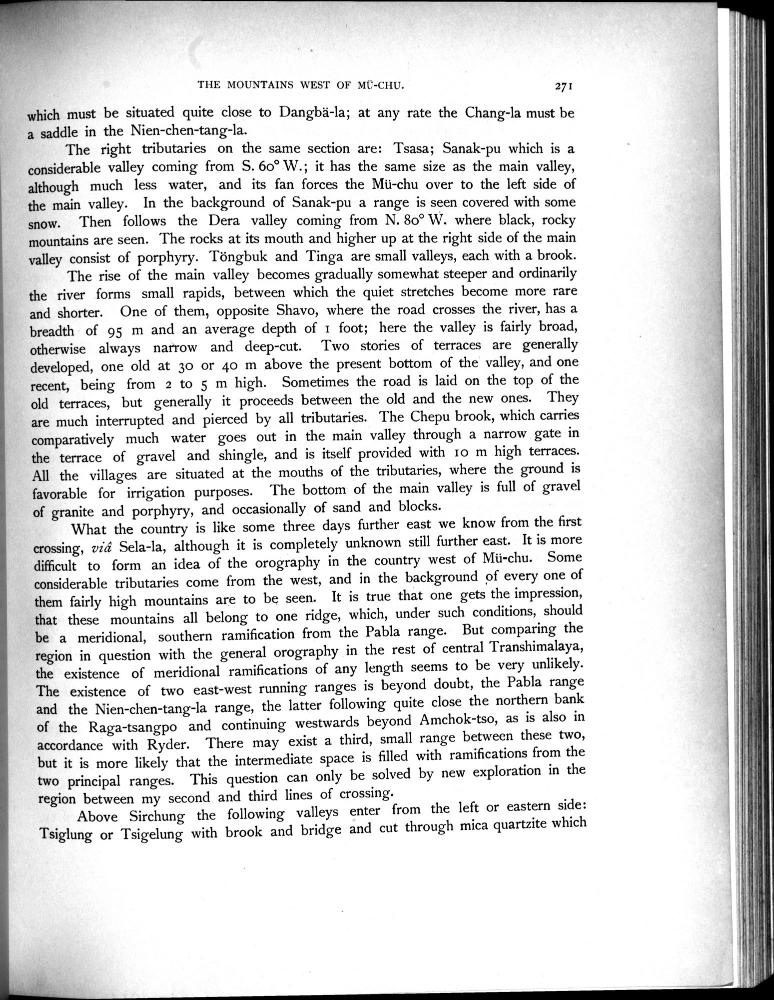 THE MOUNTAINS WEST OF MÜ-CHU. 271
which must be situated quite close to Dangbä-la; at any rate the Chang-la must be
a saddle in the Nien-chen-tang-la.
The right tributaries on the same section are: Tsasa; Sanak-pu which is a
considerable valley coming from S. 60° W.; it has the same size as the main valley,
although much less water, and its fan forces the Mü-chu over to the left side of
the main valley. In the background of Sanak-pu a range is seen covered with some
snow. Then follows the Dera valley coming from N. 80° W. where black, rocky
mountains are seen. The rocks at its mouth and higher up at the right side of the main
valley consist of porphyry. Töngbuk and Tinga are small valleys, each with a brook.
The rise of the main valley becomes gradually somewhat steeper and ordinarily
the river forms small rapids, between which the quiet stretches become more rare
and shorter. One of them, opposite Shavo, where the road crosses the river, has a
breadth of 95 m and an average depth of 1 foot; here the valley is fairly broad,
otherwise always narrow and deep-cut. Two stories of terraces are generally
developed, one old at 30 or 40 m above the present bottom of the valley, and one
recent, being from 2 to 5 m high. Sometimes the road is laid on the top of the
old terraces, but generally it proceeds between the old and the new ones. They
are much interrupted and pierced by all tributaries. The Chepu brook, which carries
comparatively much water goes out in the main valley through a narrow gate in
the terrace of gravel and shingle, and is itself provided with 10 m high terraces.
All the villages are situated at the mouths of the tributaries, where the ground is
favorable for irrigation purposes. The bottom of the main valley is full of gravel
of granite and porphyry, and occasionally of sand and blocks.
What the country is like some three days further east we know from the first
crossing, viâ Sela-la, although it is completely unknown still further east. It is more
difficult to form an idea of the orography in the country west of Mü-chu. Some
considerable tributaries come from the west, and in the background of every one of
them fairly high mountains are to be seen. It is true that one gets the impression,
that these mountains all belong to one ridge, which, under such conditions, should
be a meridional, southern ramification from the Pabla range. But comparing the
region in question with the general orography in the rest of central Transhimalaya,
the existence of meridional ramifications of any length seems to be very unlikely.
The existence of two east-west running ranges is beyond doubt, the Pabla range
and the Nien-chen-tang-la range, the latter following quite close the northern bank
of the Raga-tsangpo and continuing westwards beyond Amchok-tso, as is also in
accordance with Ryder. There may exist a third, small range between these two,
but it is more likely that the intermediate space is filled with ramifications from the
two principal ranges. This question can only be solved by new exploration in the
region between my second and third lines of crossing.
Above Sirchung the following valleys enter from the left or eastern side:
Tsiglung or Tsigelung with brook and bridge and cut through mica quartzite which